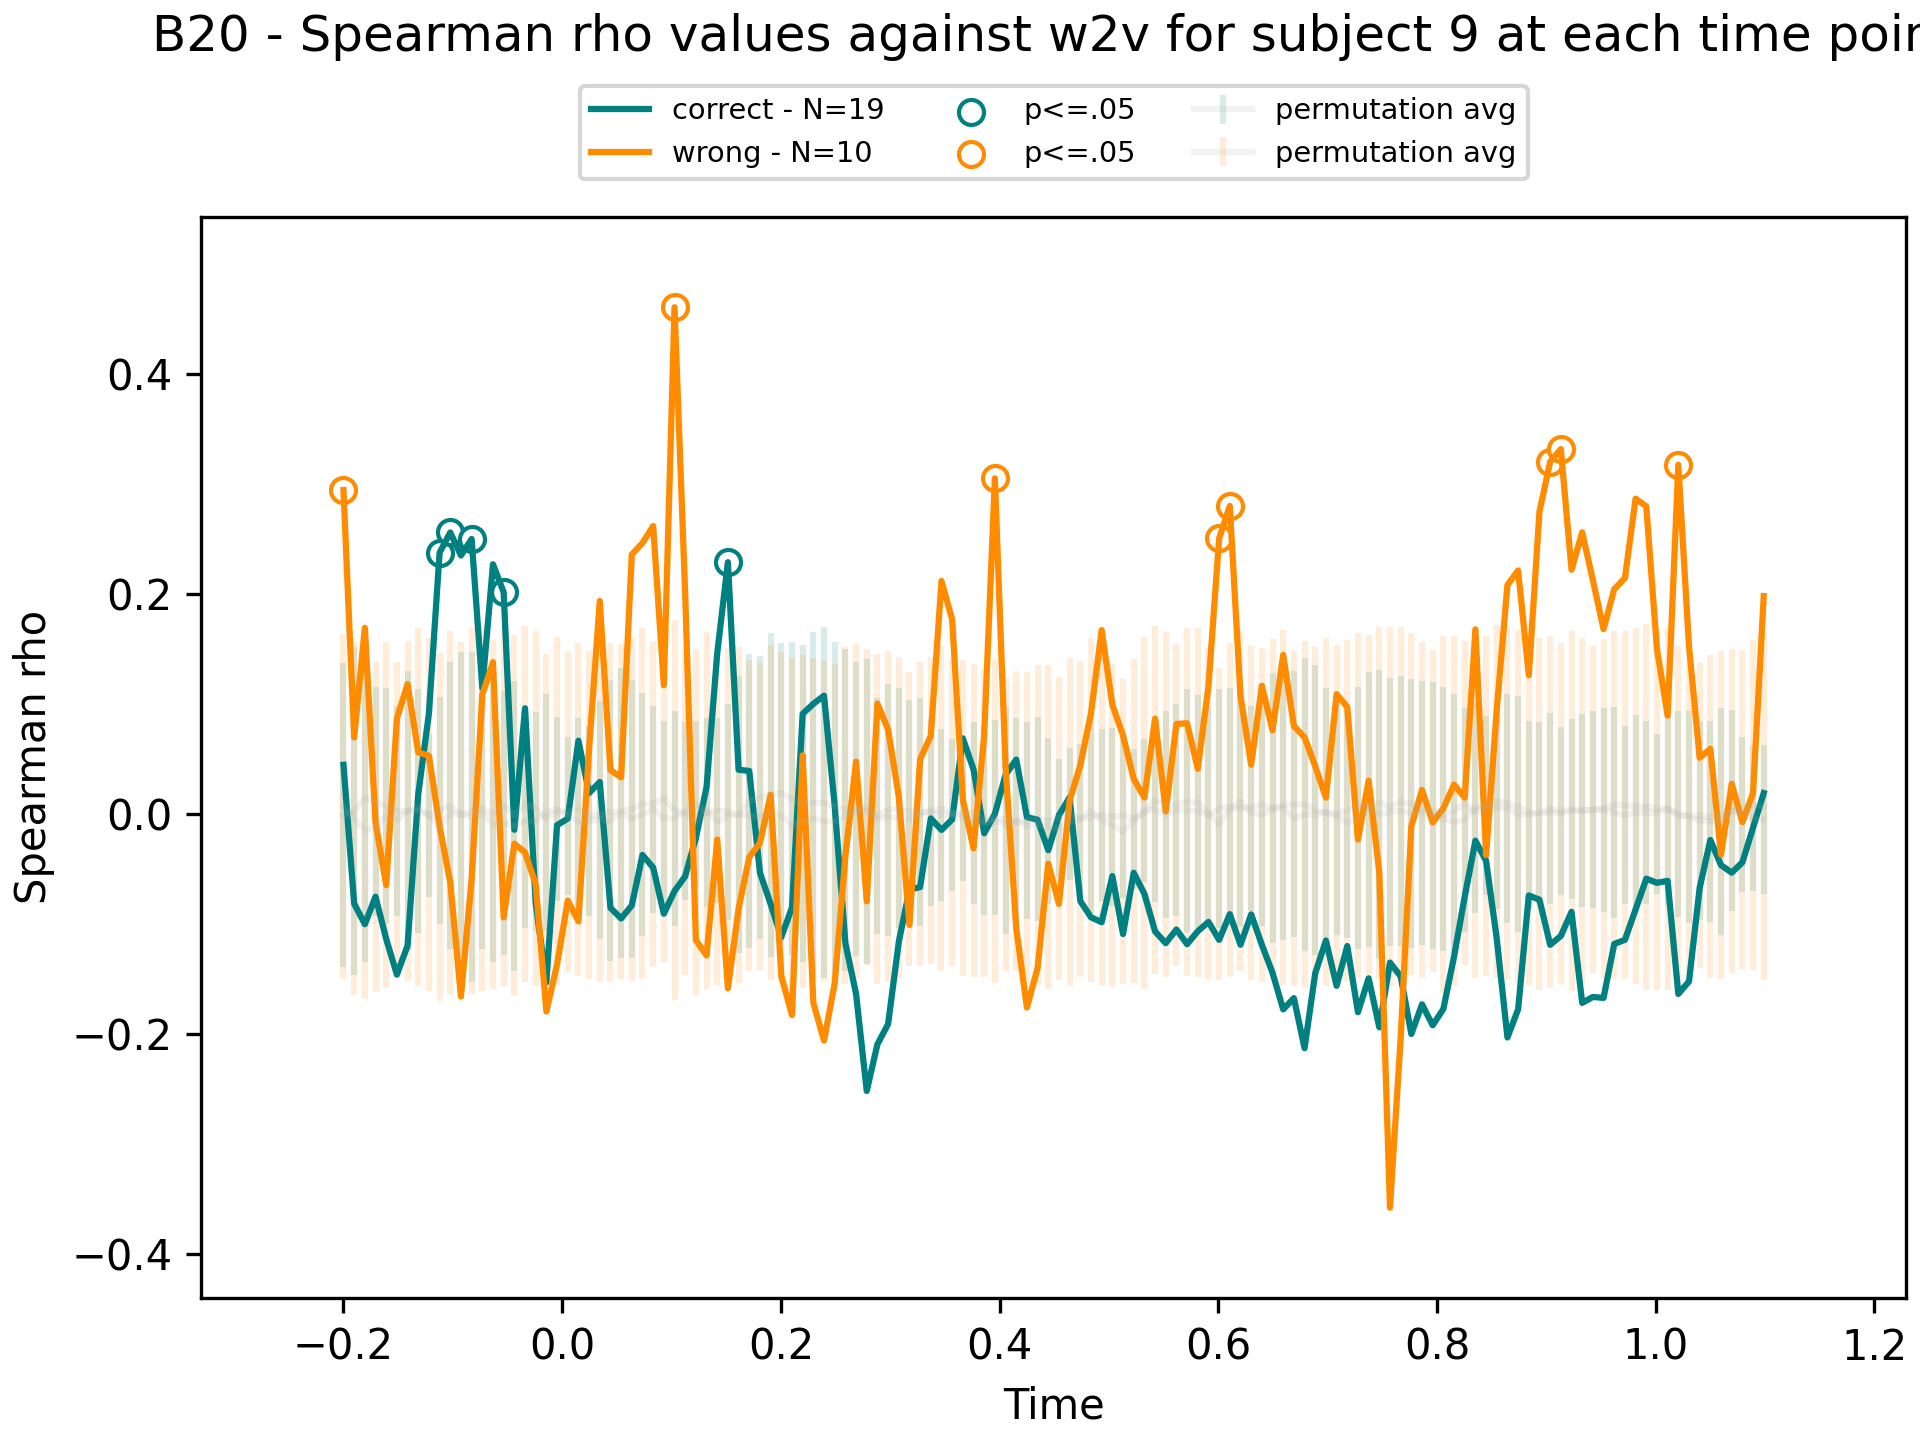 B20 - Spearman rho values against w2v for subject 9 at each time
correct - N=19 p<=.05 permutation avg
wrong - N=10 p<=.05 permutation avg
0.4
0.2
0.0
−0.2
−0.4
Spearman rho
−0.2 0.0 0.2 0.4 0.6 0.8 1.0 1.2
Time